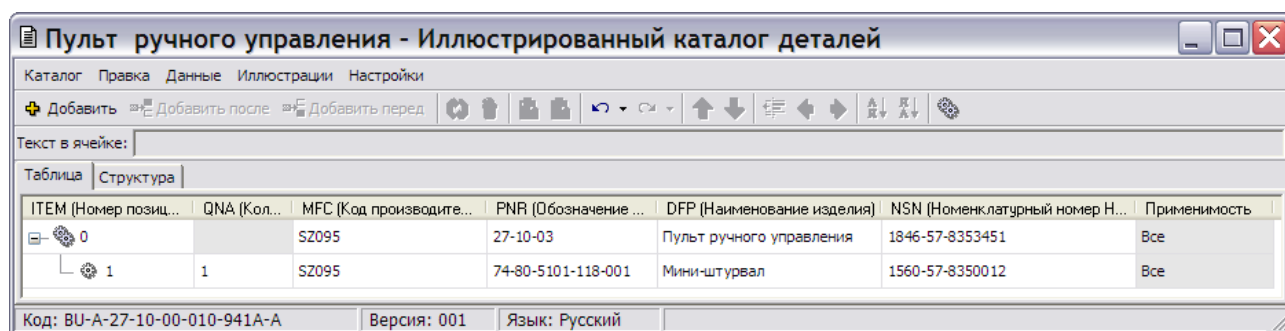 Пульт ручного управления - Иллюстрированный каталог деталей
Каталог Правка Данные Иллюстрации Настройки
Добавить Добавить после Добавить перед
Текст в ячейке:
Таблица Структура
ITEM (Номер позиц... QNA (Кол... MFC (Код производите... PNR (Обозначение ... DFP (Наименование изделия) NSN (Номенклатурный номер Н... Применимость
0 SZ095 27-10-03 Пульт ручного управления 1846-57-8353451 Все
1 1 SZ095 74-80-5101-118-001 Мини-штурвал 1560-57-8350012 Все
Код: BU-A-27-10-00-010-941A-A Версия: 001 Язык: Русский